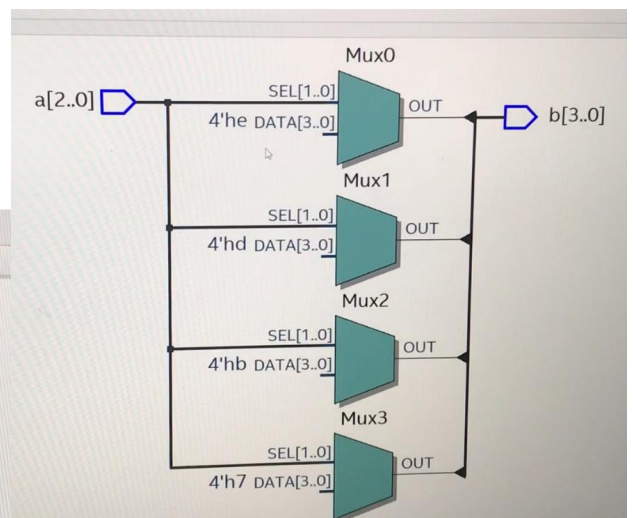 Mux0
a[2..0]
SEL[1..0]
OUT
4'he DATA[3..0]
b[3..0]
Mux1
SEL[1..0]
OUT
4'hd DATA[3..0]
Mux2
SEL[1..0]
OUT
4'hb DATA[3..0]
Mux3
SEL[1..0]
OUT
4'h7 DATA[3..0]